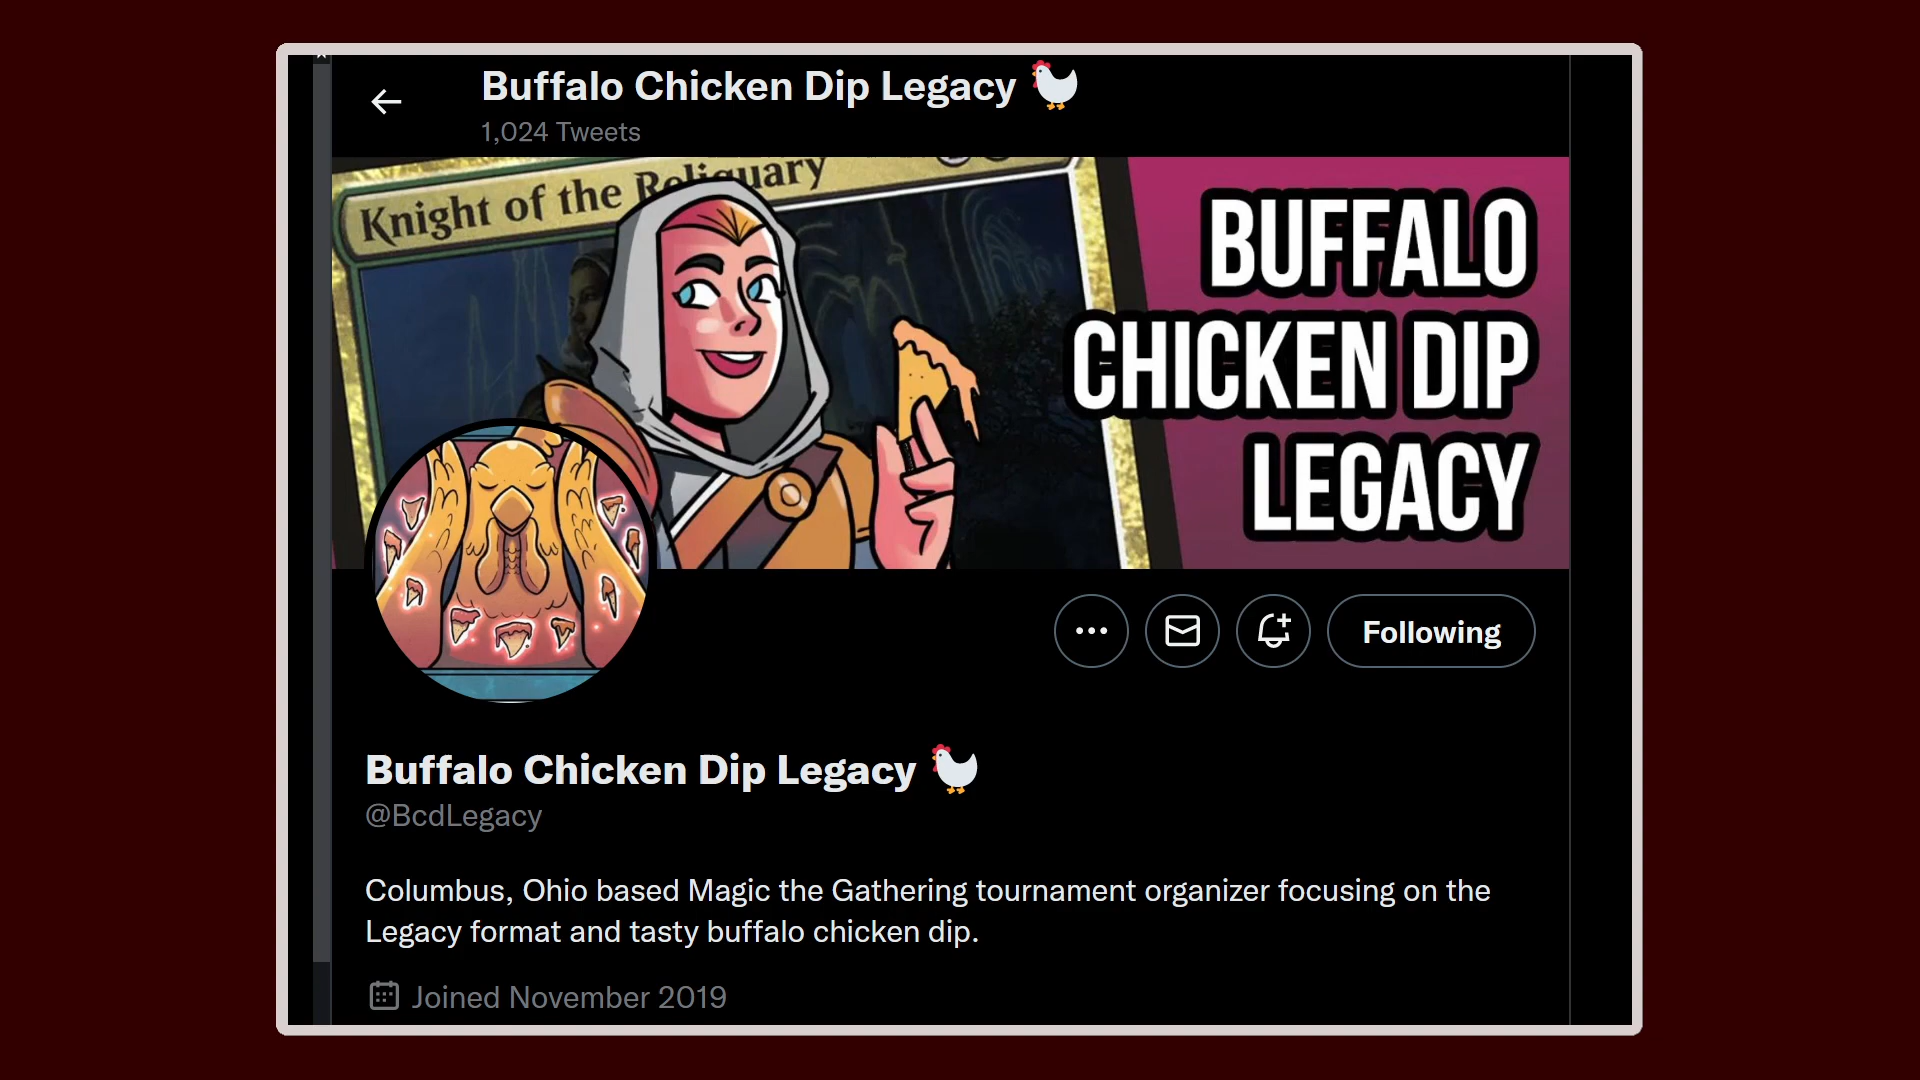 Buffalo Chicken Dip Legacy 🐔
1,024 Tweets
Knight of the Reliquary
BUFFALO
CHICKEN DIP
LEGACY
Following
Buffalo Chicken Dip Legacy 🐔
@BcdLegacy
Columbus, Ohio based Magic the Gathering tournament organizer focusing on the
Legacy format and tasty buffalo chicken dip.
Joined November 2019